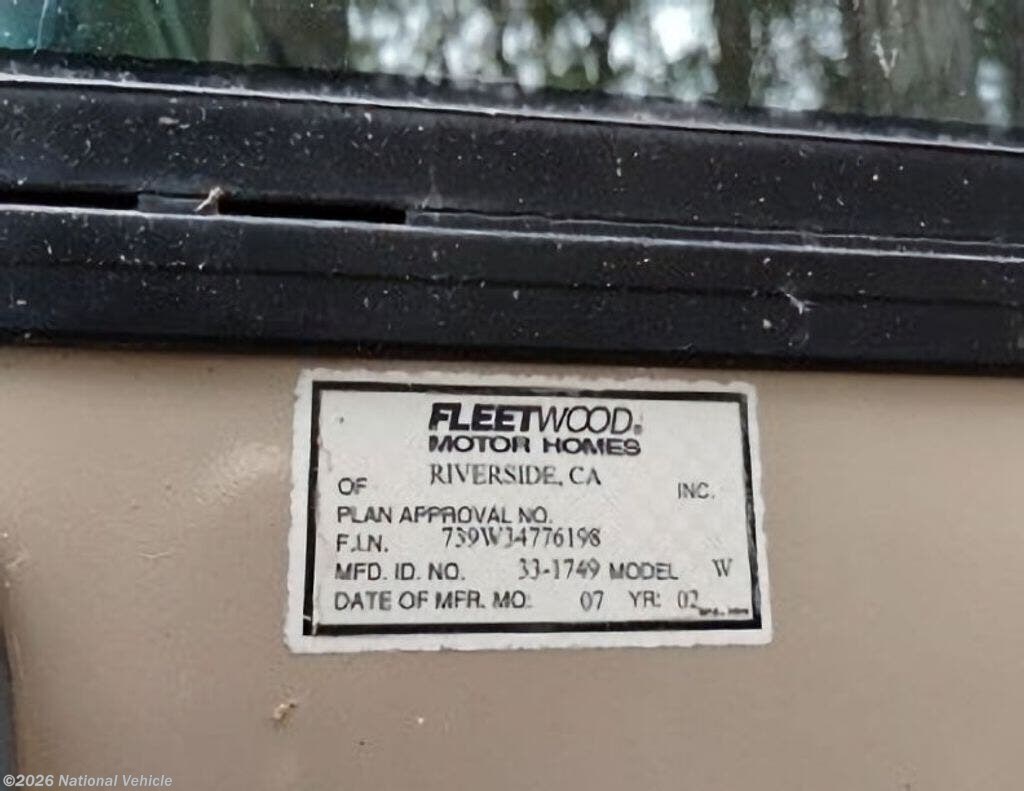 FLEETWOOD®
MOTOR HOMES
RIVERSIDE, CA
OF INC.
PLAN APPROVAL NO.
F.I.N. 739W34776198
MFD. ID. NO. 33-1749 MODEL W
DATE OF MFR. MO: 07 YR: 02
©2026 National Vehicle